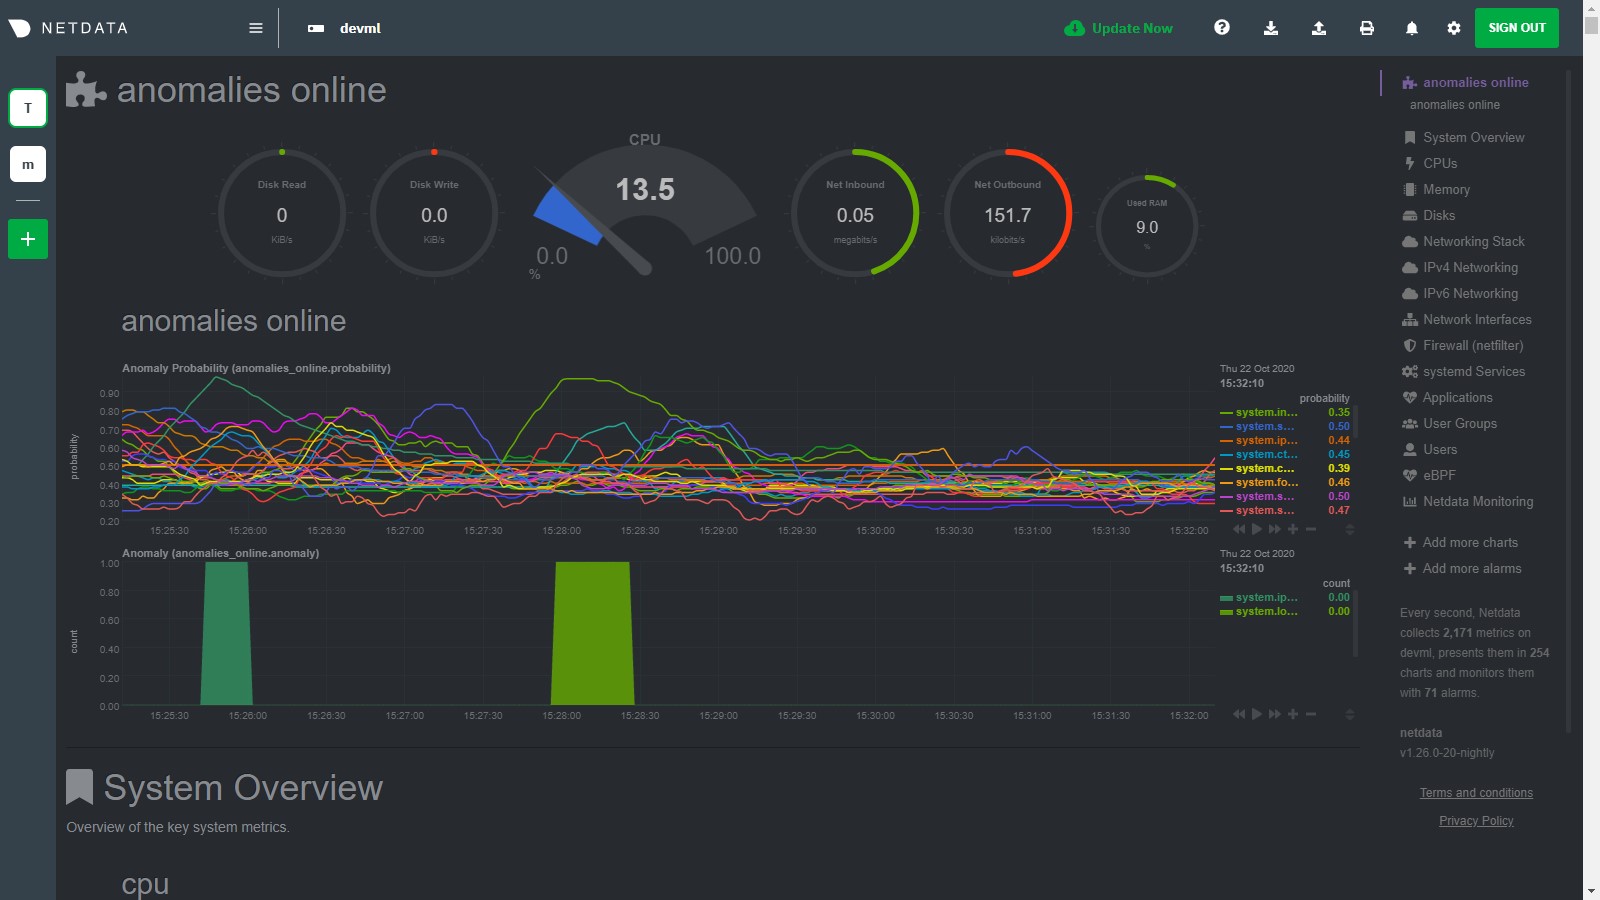 NETDATA
devml
Update Now
SIGN OUT
T
m
anomalies online
Disk Read
0
KiB/s
Disk Write
0.0
KiB/s
CPU
13.5
0.0
100.0
%
Net Inbound
0.05
megabits/s
Net Outbound
151.7
kilobits/s
Used RAM
9.0
%
anomalies online
Anomaly Probability (anomalies_online.probability)
probability
0.90
0.80
0.70
0.60
0.50
0.40
0.30
0.20
15:25:30 15:26:00 15:26:30 15:27:00 15:27:30 15:28:00 15:28:30 15:29:00 15:29:30 15:30:00 15:30:30 15:31:00 15:31:30 15:32:00
Thu 22 Oct 2020
15:32:10
probability
system.in... 0.35
system.s... 0.50
system.ip... 0.44
system.ct... 0.45
system.c... 0.39
system.fo... 0.46
system.s... 0.50
system.s... 0.47
Anomaly (anomalies_online.anomaly)
count
1.00
0.80
0.60
0.40
0.20
0.00
15:25:30 15:26:00 15:26:30 15:27:00 15:27:30 15:28:00 15:28:30 15:29:00 15:29:30 15:30:00 15:30:30 15:31:00 15:31:30 15:32:00
Thu 22 Oct 2020
15:32:10
count
system.ip... 0.00
system.lo... 0.00
System Overview
Overview of the key system metrics.
cpu
anomalies online
anomalies online
System Overview
CPUs
Memory
Disks
Networking Stack
IPv4 Networking
IPv6 Networking
Network Interfaces
Firewall (netfilter)
systemd Services
Applications
User Groups
Users
eBPF
Netdata Monitoring
Add more charts
Add more alarms
Every second, Netdata
collects 2,171 metrics on
devml, presents them in 254
charts and monitors them
with 71 alarms.
netdata
v1.26.0-20-nightly
Terms and conditions
Privacy Policy